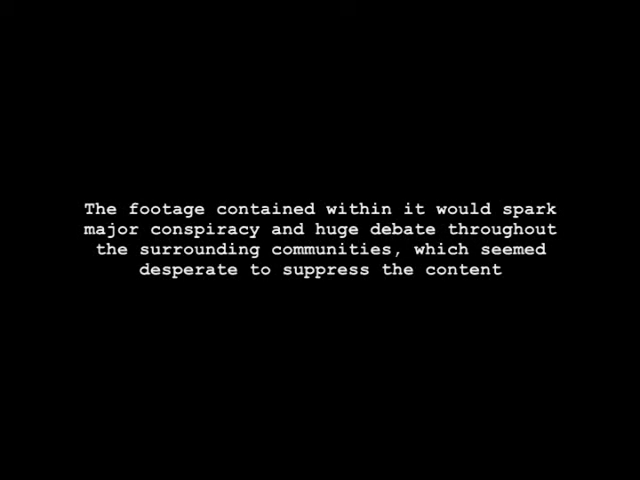 The footage contained within it would spark
major conspiracy and huge debate throughout
the surrounding communities, which seemed
desperate to suppress the content